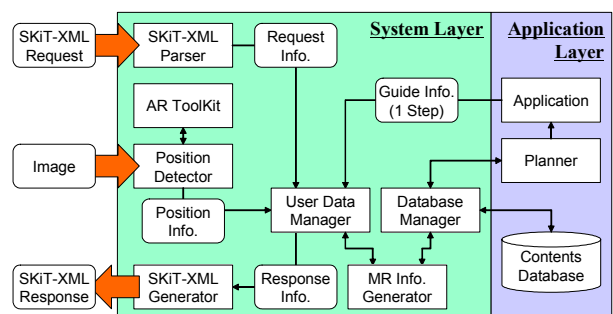 System Layer
Application
Layer
SKiT-XML
Request
SKiT-XML
Parser
Request
Info.
Guide Info.
(1 Step)
Application
AR ToolKit
Image
Position
Detector
Planner
Position
Info.
User Data
Manager
Database
Manager
SKiT-XML
Response
SKiT-XML
Generator
Response
Info.
MR Info.
Generator
Contents
Database